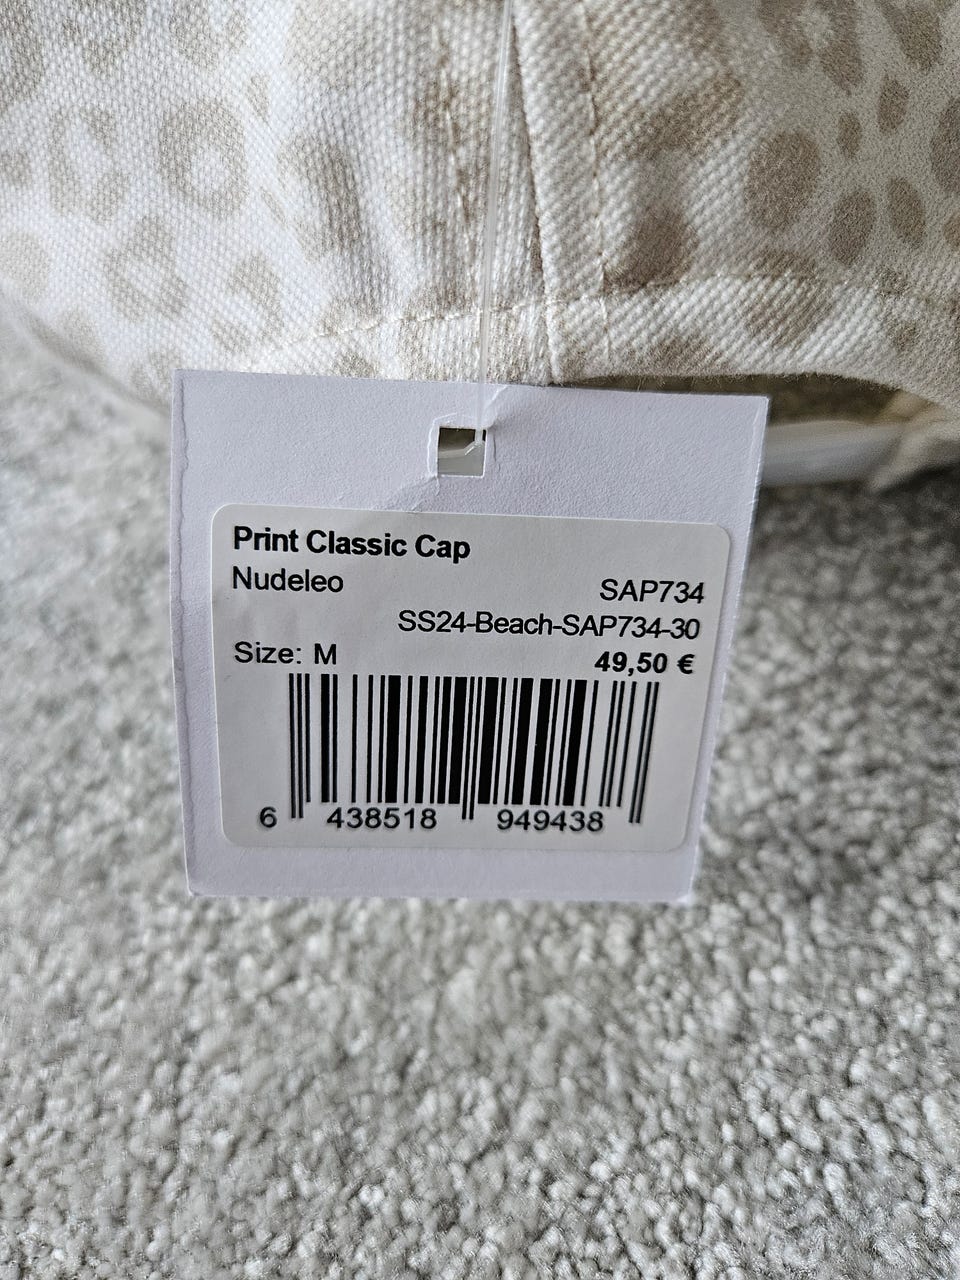 Print Classic Cap
Nudeleo SAP734
SS24-Beach-SAP734-30
Size: M 49,50 €
6 438518 949438